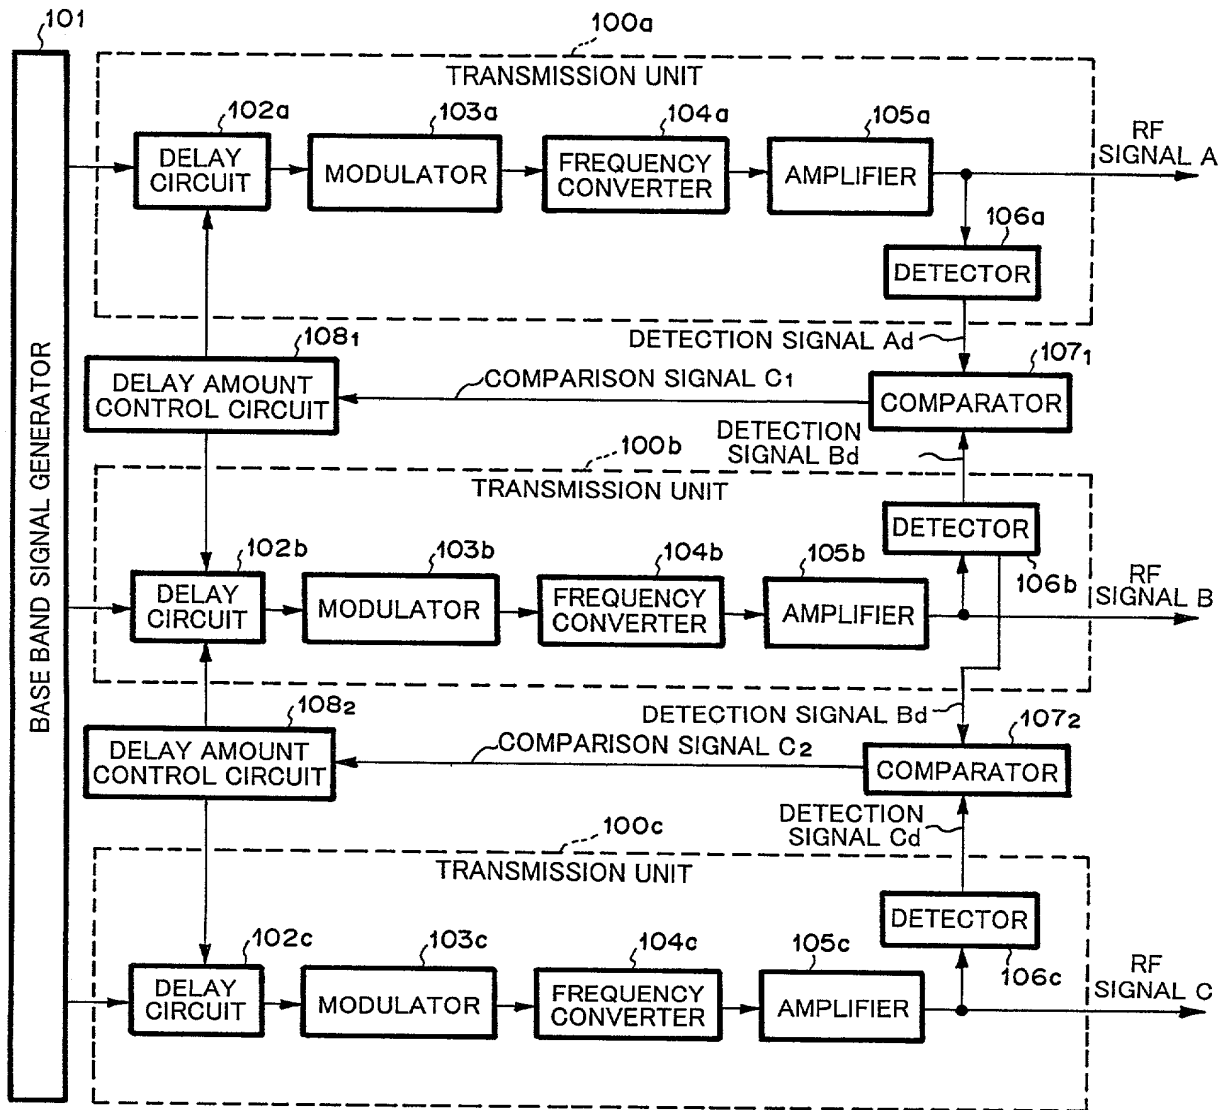 101
100a
TRANSMISSION UNIT
102a
103a
104a
105a
RF
SIGNAL A
DELAY
CIRCUIT
MODULATOR
FREQUENCY
CONVERTER
AMPLIFIER
106a
DETECTOR
DETECTION SIGNAL Ad
108₁
107₁
DELAY AMOUNT
CONTROL CIRCUIT
COMPARISON SIGNAL C₁
COMPARATOR
DETECTION
SIGNAL Bd
BASE BAND SIGNAL GENERATOR
100b
TRANSMISSION UNIT
DETECTOR
102b
103b
104b
105b
106b
RF
SIGNAL B
DELAY
CIRCUIT
MODULATOR
FREQUENCY
CONVERTER
AMPLIFIER
108₂
DETECTION SIGNAL Bd
107₂
DELAY AMOUNT
CONTROL CIRCUIT
COMPARISON SIGNAL C₂
COMPARATOR
DETECTION
SIGNAL Cd
100c
TRANSMISSION UNIT
DETECTOR
102c
103c
104c
105c
106c
RF
SIGNAL C
DELAY
CIRCUIT
MODULATOR
FREQUENCY
CONVERTER
AMPLIFIER